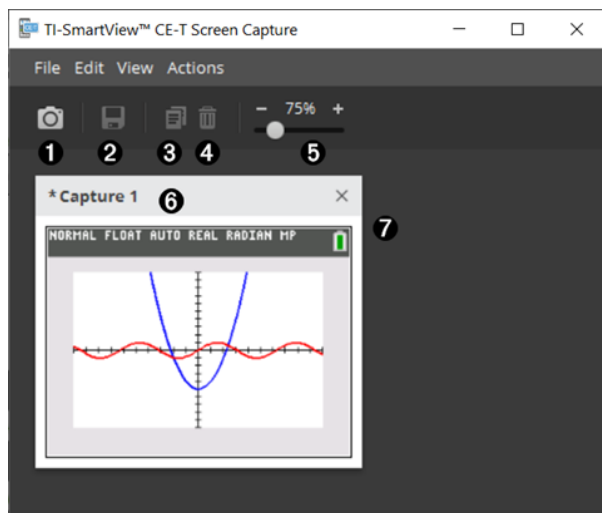 TI-SmartView™ CE-T Screen Capture
File Edit View Actions
− 75% +
1 2 3 4 5
*Capture 1 6
7
NORMAL FLOAT AUTO REAL RADIAN MP